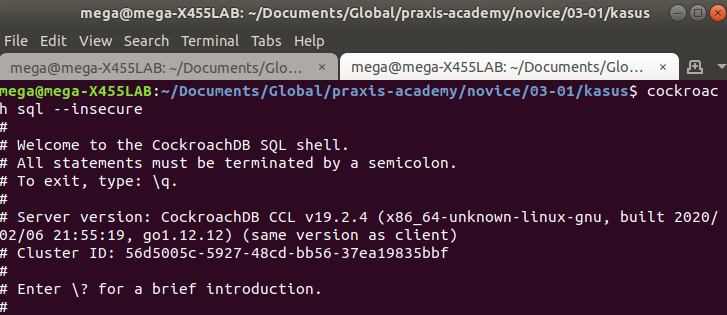 mega@mega-X455LAB: ~/Documents/Global/praxis-academy/novice/03-01/kasus
File Edit View Search Terminal Tabs Help
mega@mega-X455LAB: ~/Documents/Glo... × mega@mega-X455LAB: ~/Documents/Glo... ×
mega@mega-X455LAB:~/Documents/Global/praxis-academy/novice/03-01/kasus$ cockroac
h sql --insecure
#
# Welcome to the CockroachDB SQL shell.
# All statements must be terminated by a semicolon.
# To exit, type: \q.
#
# Server version: CockroachDB CCL v19.2.4 (x86_64-unknown-linux-gnu, built 2020/
02/06 21:55:19, go1.12.12) (same version as client)
# Cluster ID: 56d5005c-5927-48cd-bb56-37ea19835bbf
#
# Enter \? for a brief introduction.
#